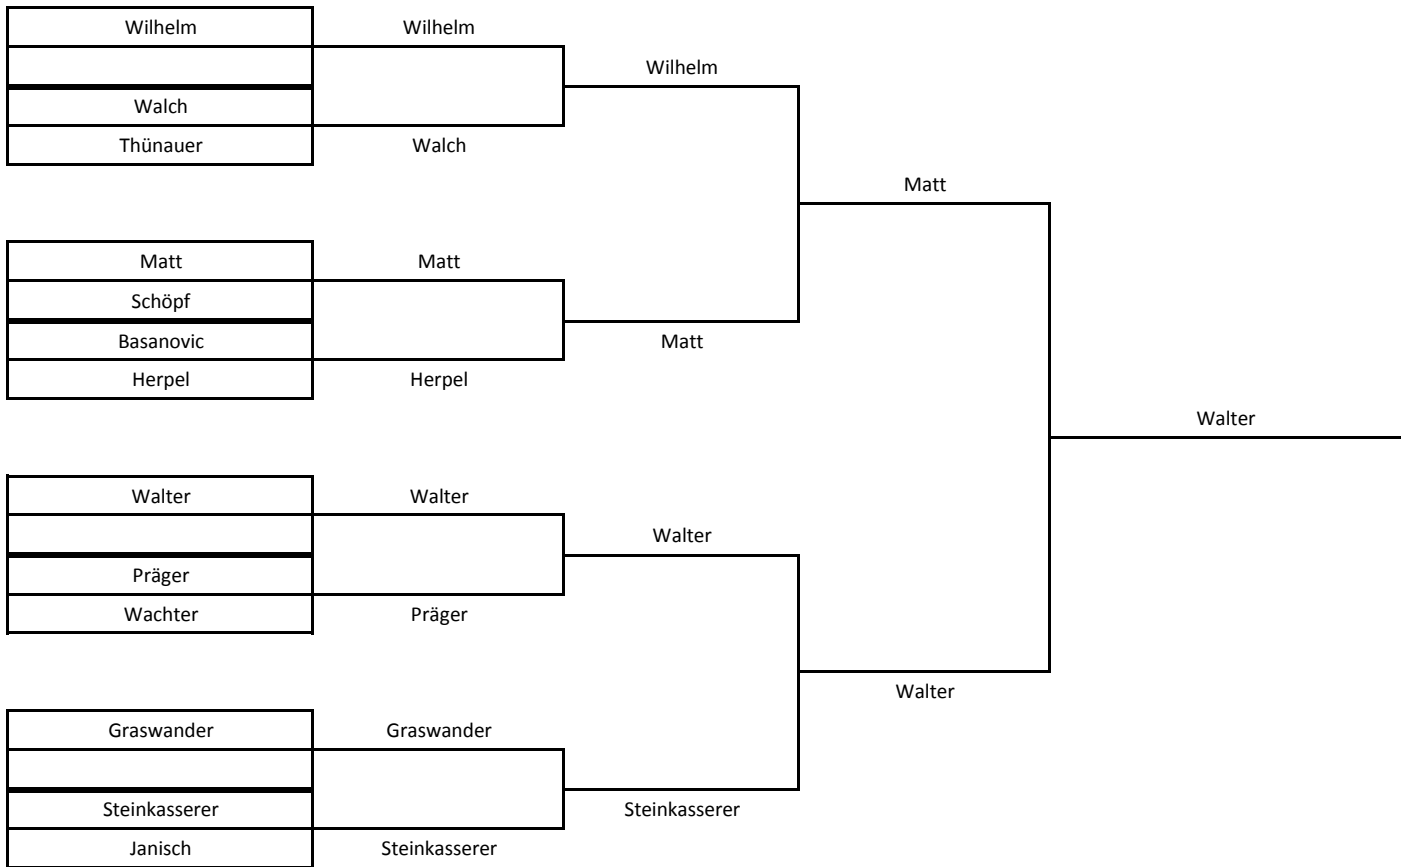 Wilhelm Wilhelm
Wilhelm
Walch
Thünauer Walch
Matt
Matt Matt
Schöpf
Basanovic Matt
Herpel Herpel
Walter
Walter Walter
Walter
Präger
Wachter Präger
Walter
Graswander Graswander
Steinkasserer Steinkasserer
Janisch Steinkasserer